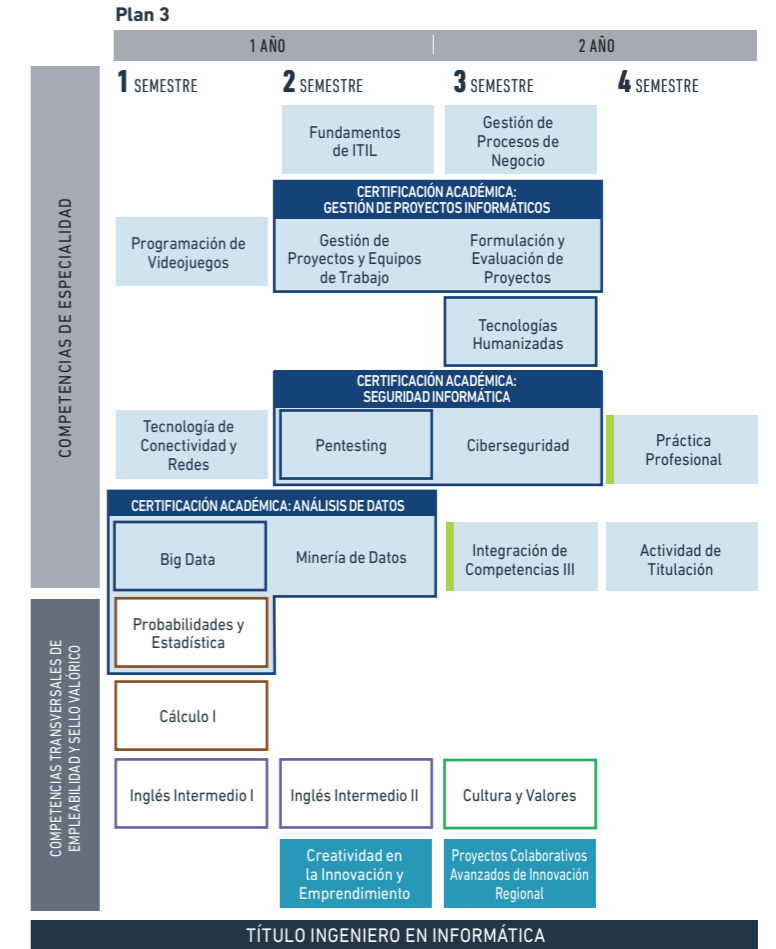 Plan 3
1 AÑO
2 AÑO
1 SEMESTRE
2 SEMESTRE
3 SEMESTRE
4 SEMESTRE
COMPETENCIAS DE ESPECIALIDAD
Fundamentos
de ITIL
Gestión de
Procesos de
Negocio
CERTIFICACIÓN ACADÉMICA:
GESTIÓN DE PROYECTOS INFORMÁTICOS
Programación de
Videojuegos
Gestión de
Proyectos y Equipos
de Trabajo
Formulación y
Evaluación de
Proyectos
Tecnologías
Humanizadas
CERTIFICACIÓN ACADÉMICA:
SEGURIDAD INFORMÁTICA
Tecnología de
Conectividad y
Redes
Pentesting
Ciberseguridad
Práctica
Profesional
CERTIFICACIÓN ACADÉMICA: ANÁLISIS DE DATOS
Big Data
Minería de Datos
Integración de
Competencias III
Actividad de
Titulación
COMPETENCIAS TRANSVERSALES DE
EMPLEABILIDAD Y SELLO VALÓRICO
Probabilidades y
Estadística
Cálculo I
Inglés Intermedio I
Inglés Intermedio II
Cultura y Valores
Creatividad en
la Innovación y
Emprendimiento
Proyectos Colaborativos
Avanzados de Innovación
Regional
TÍTULO INGENIERO EN INFORMÁTICA